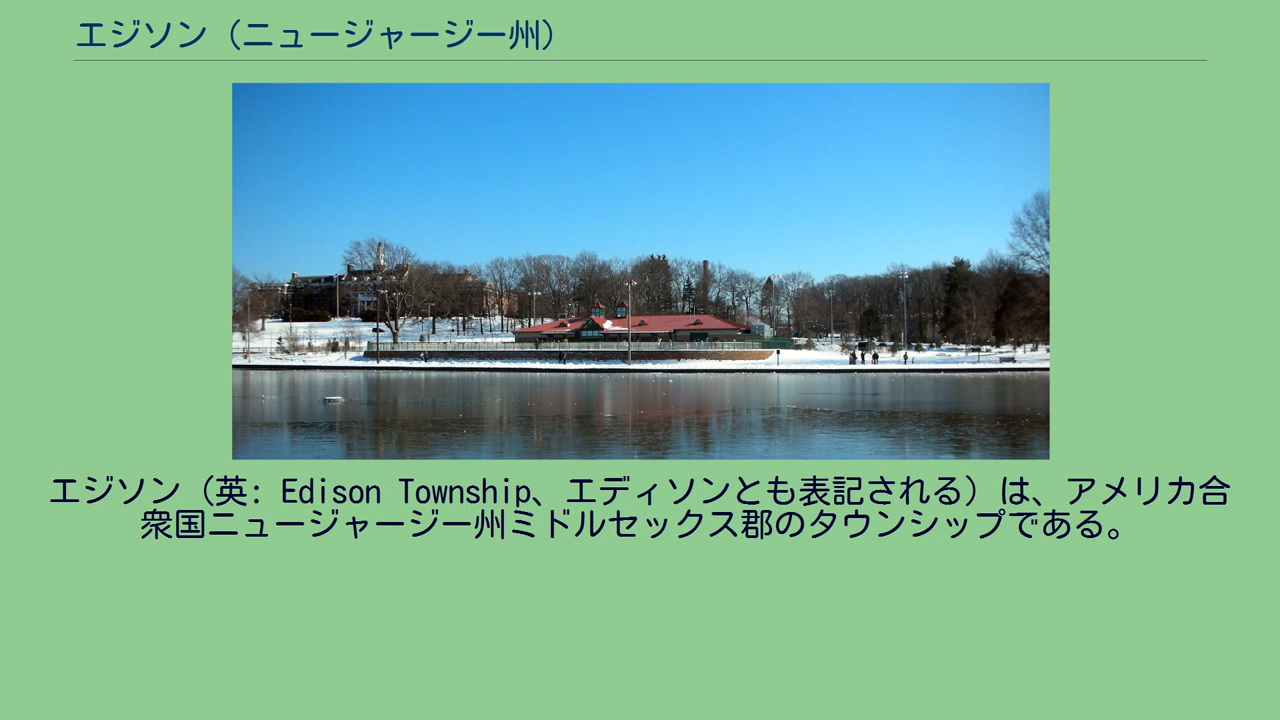 エジソン（ニュージャージー州）
エジソン（英: Edison Township、エディソンとも表記される）は、アメリカ合
衆国ニュージャージー州ミドルセックス郡のタウンシップである。